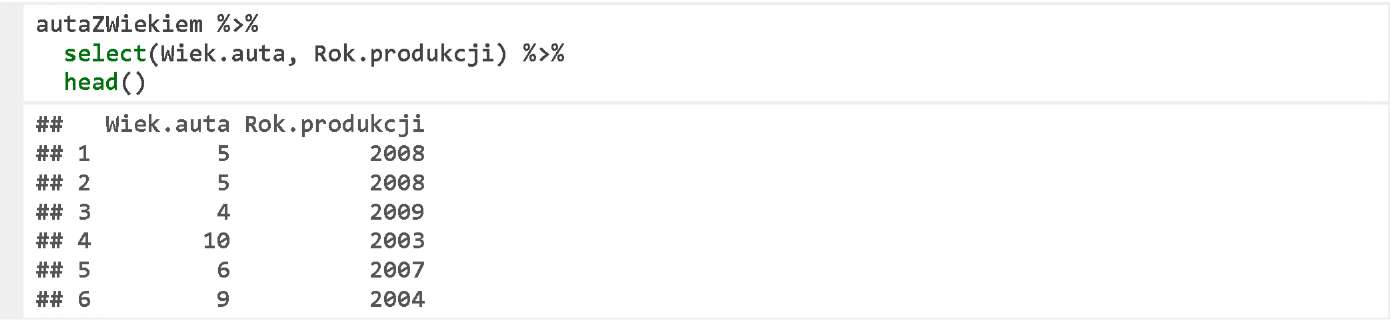 autaZWiekiem %>%
  select(Wiek.auta, Rok.produkcji) %>%
  head()
##   Wiek.auta Rok.produkcji
## 1         5          2008
## 2         5          2008
## 3         4          2009
## 4        10          2003
## 5         6          2007
## 6         9          2004